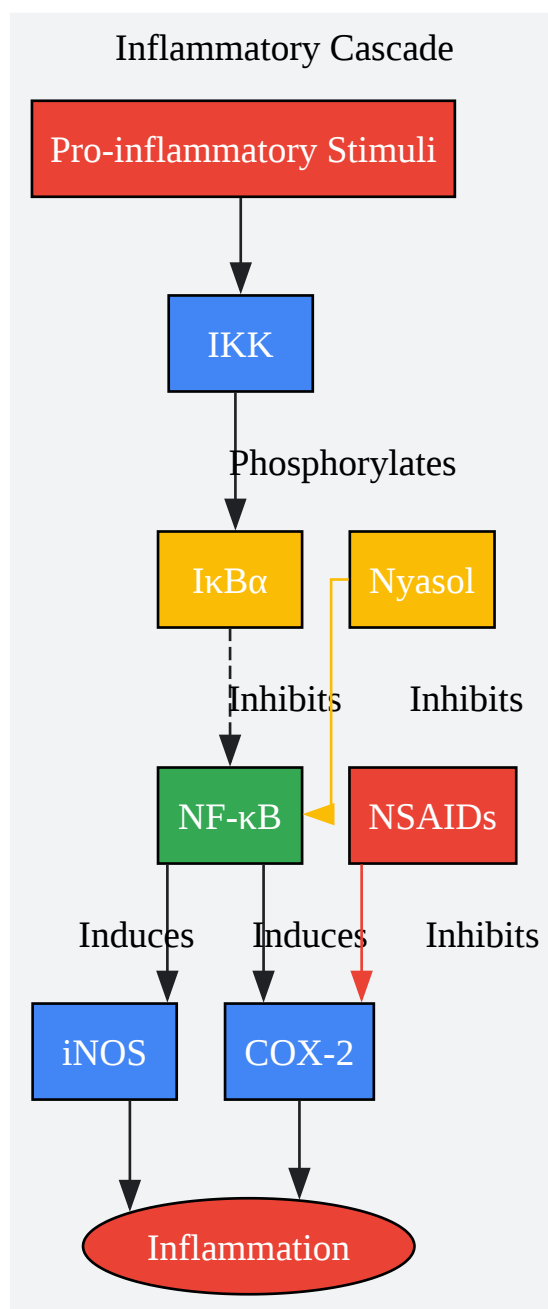 Inflammatory Cascade
Pro-inflammatory Stimuli
IKK
Phosphorylates
IκBα
Nyasol
Inhibits
Inhibits
NF-κB
NSAIDs
Induces
Induces
Inhibits
iNOS
COX-2
Inflammation